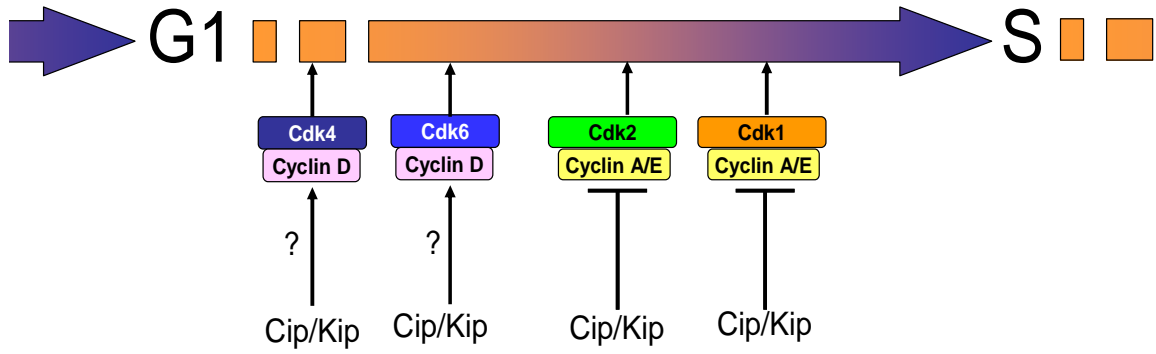 G1
S
Cdk4
Cdk6
Cdk2
Cdk1
Cyclin D
Cyclin D
Cyclin A/E
Cyclin A/E
?
?
Cip/Kip
Cip/Kip
Cip/Kip
Cip/Kip